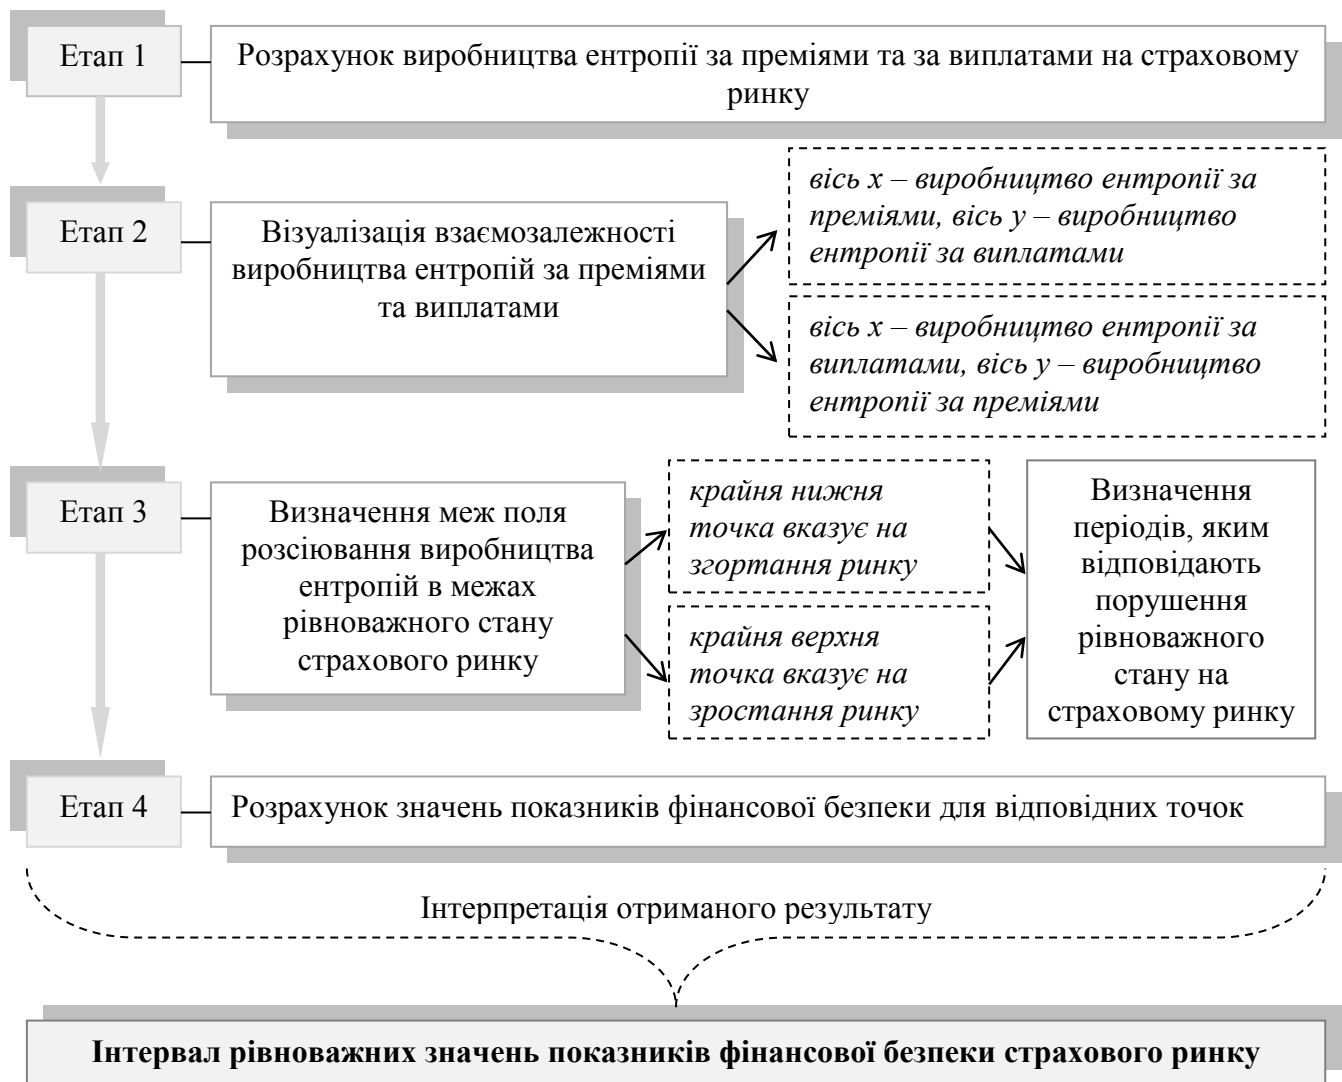 Етап 1
Розрахунок виробництва ентропії за преміями та за виплатами на страховому
ринку
Етап 2
Візуалізація взаємозалежності
виробництва ентропій за преміями
та виплатами
вісь x – виробництво ентропії за
преміями, вісь y – виробництво
ентропії за виплатами
вісь x – виробництво ентропії за
виплатами, вісь y – виробництво
ентропії за преміями
Етап 3
Визначення меж поля
розсіювання виробництва
ентропій в межах
рівноважного стану
страхового ринку
крайня нижня
точка вказує на
згортання ринку
крайня верхня
точка вказує на
зростання ринку
Визначення
періодів, яким
відповідають
порушення
рівноважного
стану на
страховому ринку
Етап 4
Розрахунок значень показників фінансової безпеки для відповідних точок
Інтерпретація отриманого результату
Інтервал рівноважних значень показників фінансової безпеки страхового ринку